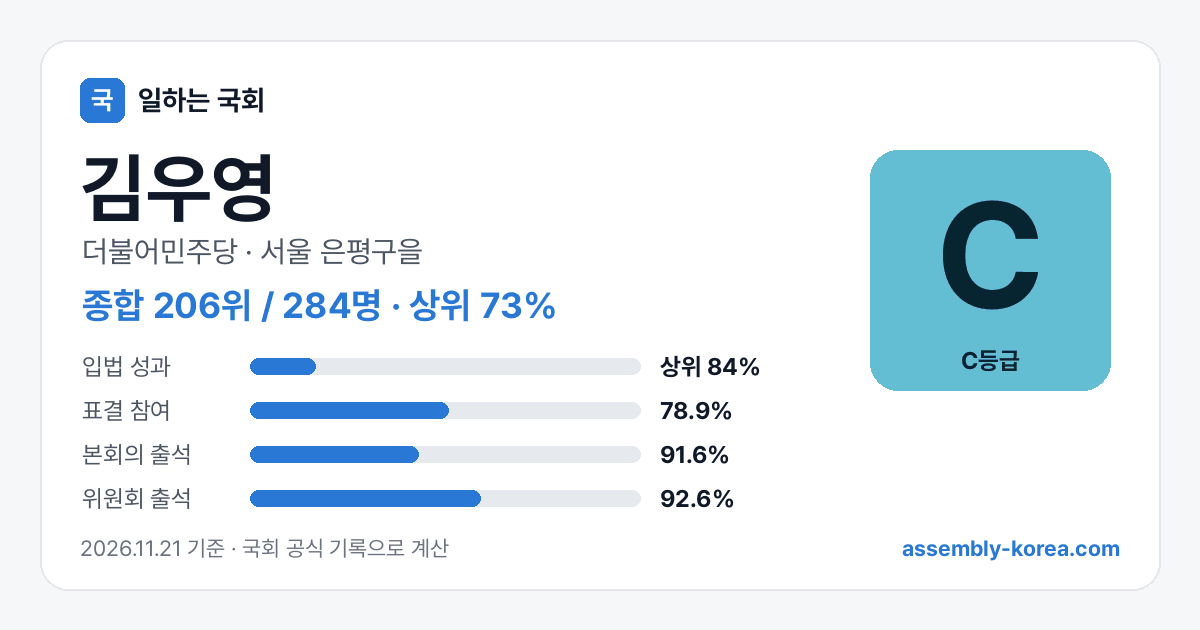 국 일하는 국회
김우영
더불어민주당 · 서울 은평구을
종합 206위 / 284명 · 상위 73%
C
C등급
입법 성과 상위 84%
표결 참여 78.9%
본회의 출석 91.6%
위원회 출석 92.6%
2026.11.21 기준 · 국회 공식 기록으로 계산
assembly-korea.com